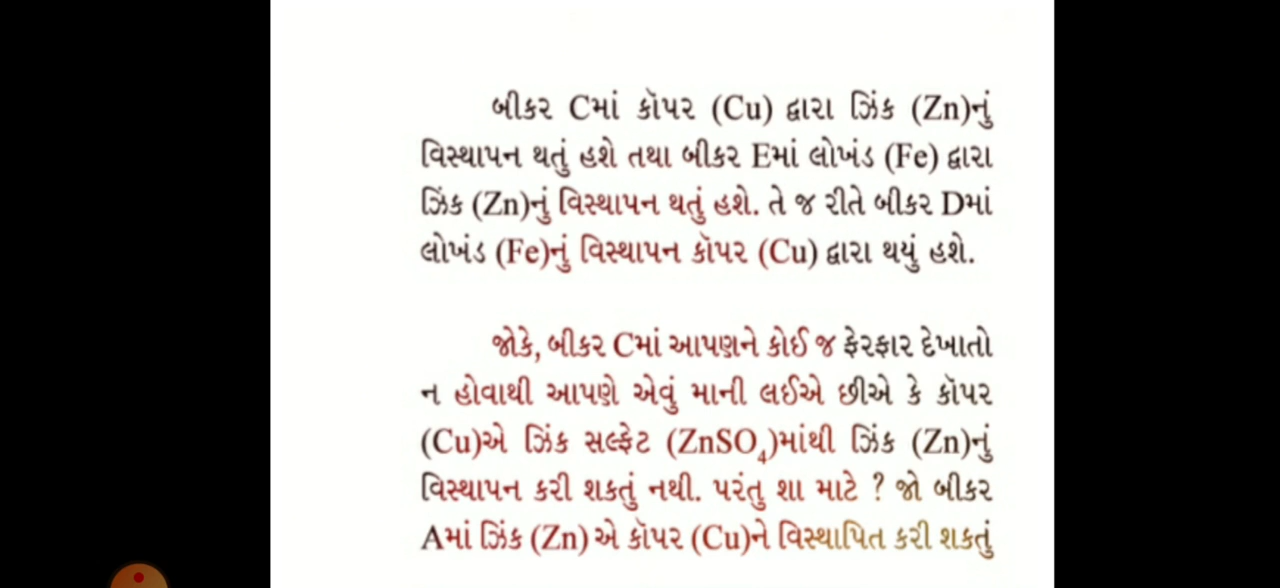 બીકર Cમાં કૉપર (Cu) દ્વારા ઝિંક (Zn)નું
વિસ્થાપન થતું હશે તથા બીકર Eમાં લોખંડ (Fe) દ્વારા
ઝિંક (Zn)નું વિસ્થાપન થતું હશે. તે જ રીતે બીકર Dમાં
લોખંડ (Fe)નું વિસ્થાપન કૉપર (Cu) દ્વારા થયું હશે.
જોકે, બીકર Cમાં આપણને કોઈ જ ફેરફાર દેખાતો
ન હોવાથી આપણે એવું માની લઈએ છીએ કે કૉપર
(Cu)એ ઝિંક સલ્ફેટ (ZnSO₄)માંથી ઝિંક (Zn)નું
વિસ્થાપન કરી શકતું નથી. પરંતુ શા માટે ? જો બીકર
Aમાં ઝિંક (Zn) એ કૉપર (Cu)ને વિસ્થાપિત કરી શકતું